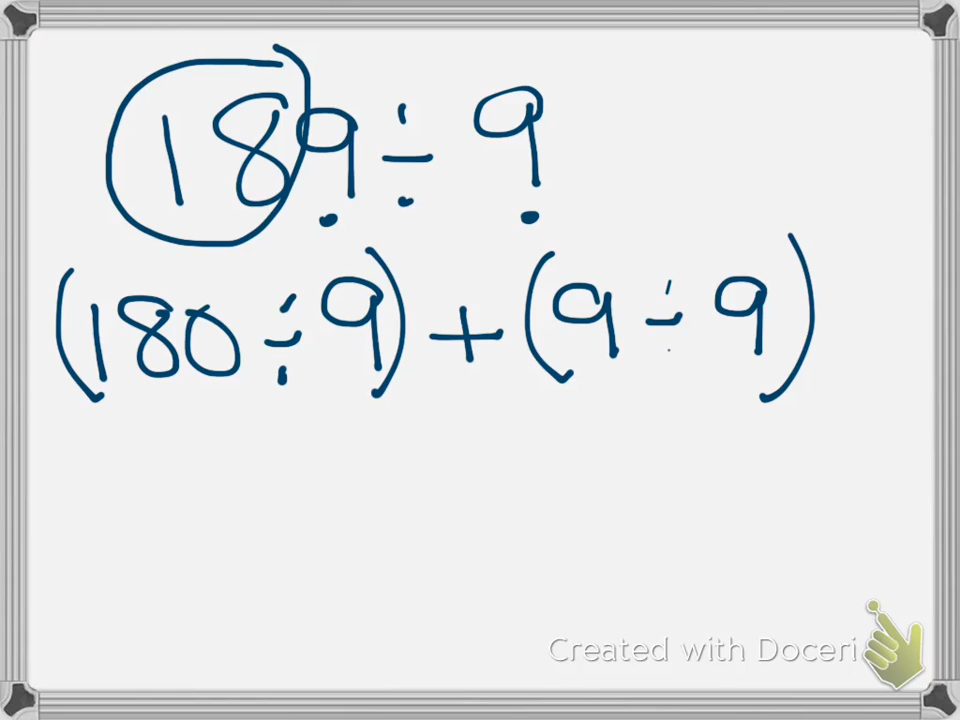 189 ÷ 9
(180 ÷ 9) + (9 ÷ 9)
Created with Doceri